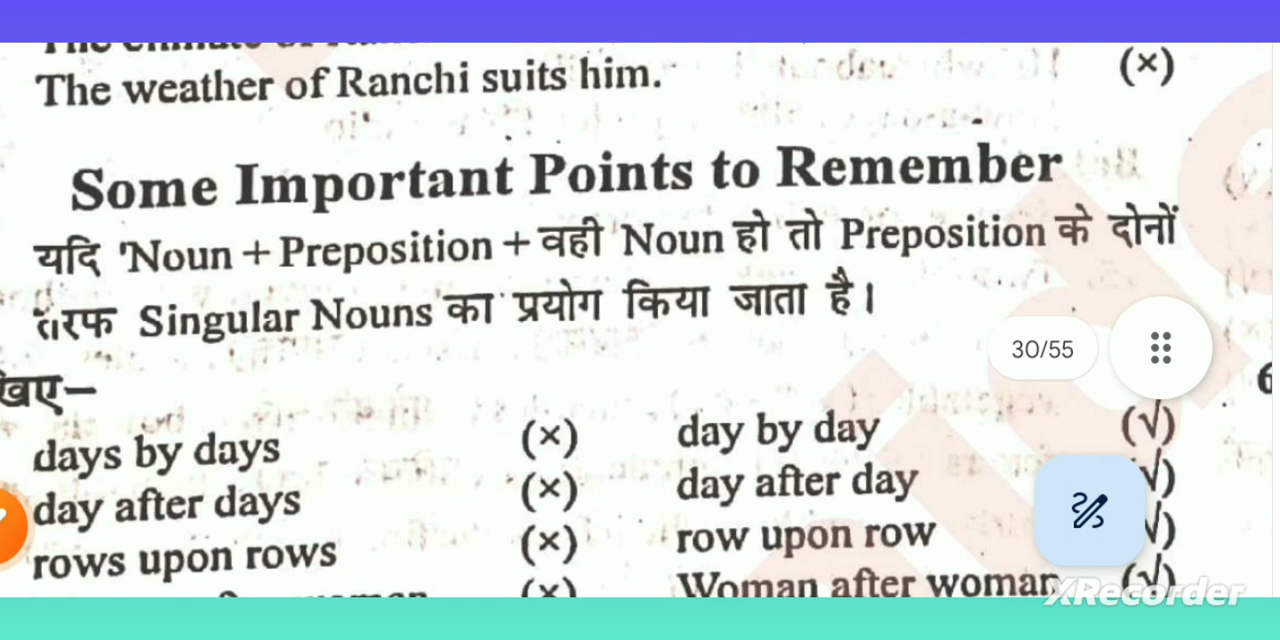 The weather of Ranchi suits him. (×)
Some Important Points to Remember
यदि 'Noun + Preposition + वही 'Noun हो तो Preposition के दोनों
तरफ Singular Nouns का प्रयोग किया जाता है।
30/55
days by days (×) day by day (√)
day after days (×) day after day √)
rows upon rows (×) row upon row √)
(×) Woman after woman (√)
XRecorder